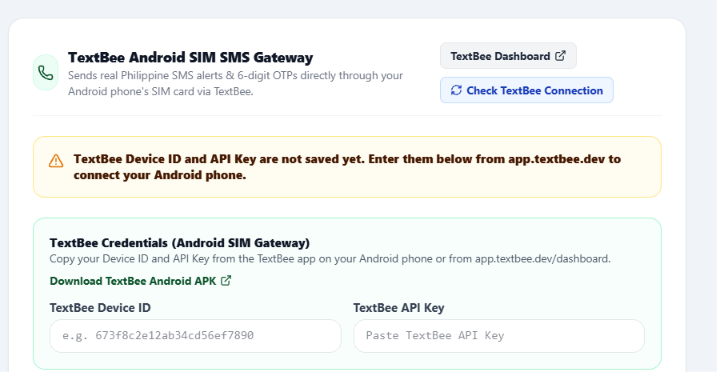 TextBee Android SIM SMS Gateway
Sends real Philippine SMS alerts & 6-digit OTPs directly through your
Android phone's SIM card via TextBee.
TextBee Dashboard
Check TextBee Connection
TextBee Device ID and API Key are not saved yet. Enter them below from app.textbee.dev to
connect your Android phone.
TextBee Credentials (Android SIM Gateway)
Copy your Device ID and API Key from the TextBee app on your Android phone or from app.textbee.dev/dashboard.
Download TextBee Android APK
TextBee Device ID
TextBee API Key
e.g. 673f8c2e12ab34cd56ef7890
Paste TextBee API Key